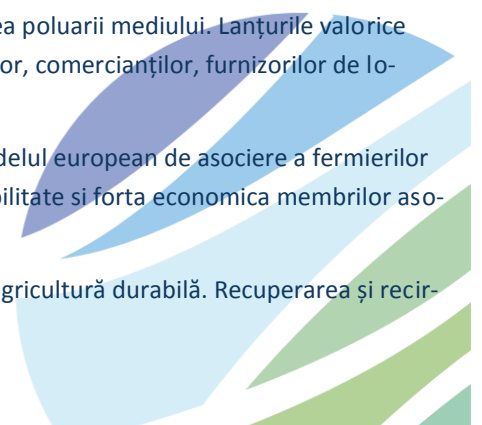 ea poluarii mediului. Lanțurile valorice
or, comercianților, furnizorilor de lo-
delul european de asociere a fermierilor
bilitate si forta economica membrilor aso-
gricultură durabilă. Recuperarea și recir-